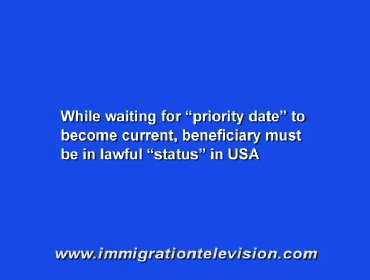 While waiting for “priority date” to
become current, beneficiary must
be in lawful “status” in USA
www.immigrationtelevision.com